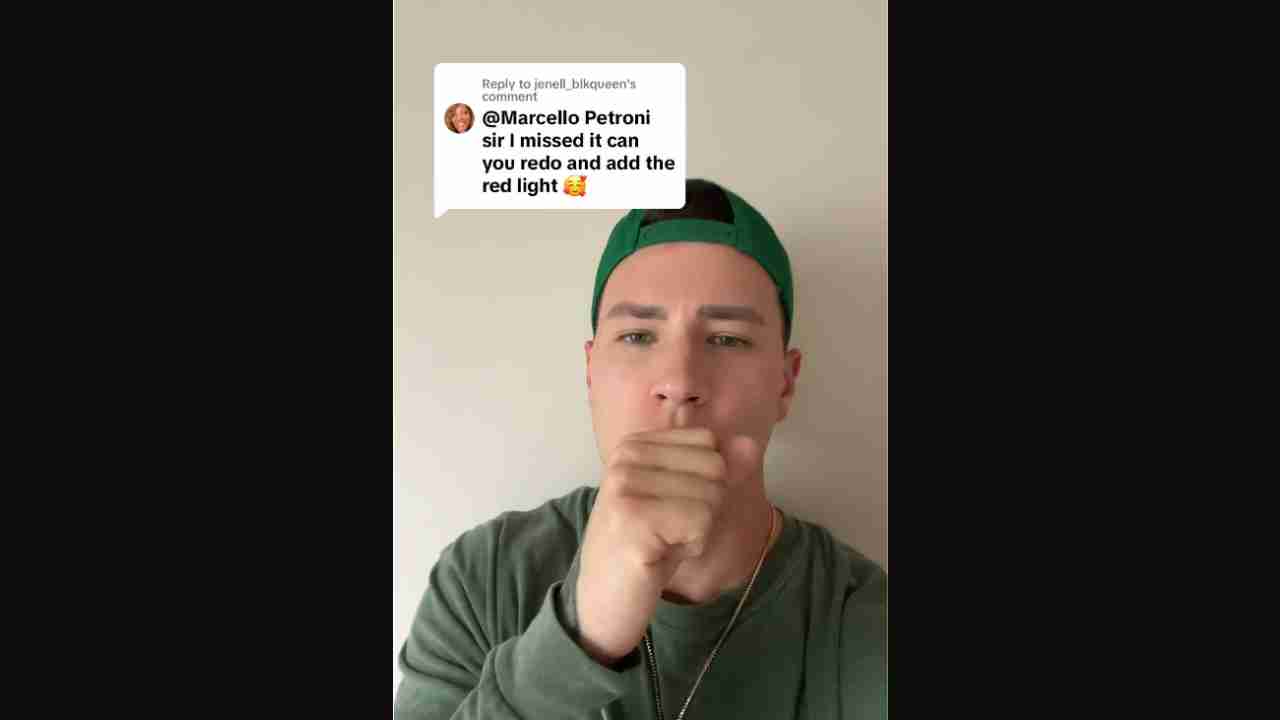 Reply to jenell_blkqueen's
comment
@Marcello Petroni
sir I missed it can
you redo and add the
red light 🥰